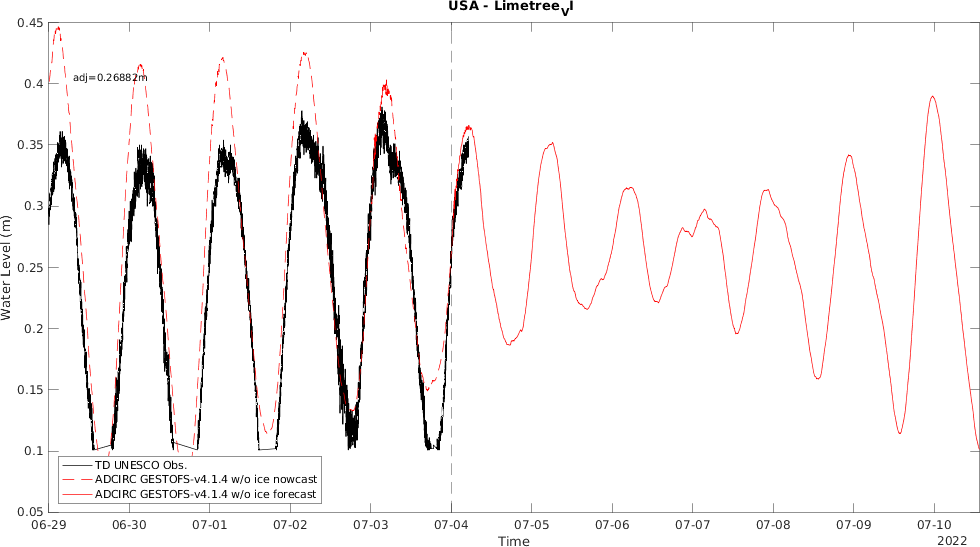 USA - Limetree_VI
0.45
0.4
0.35
0.3
0.25
0.2
0.15
0.1
0.05
Water Level (m)
adj=0.26882m
TD UNESCO Obs.
ADCIRC GESTOFS-v4.1.4 w/o ice nowcast
ADCIRC GESTOFS-v4.1.4 w/o ice forecast
06-29 06-30 07-01 07-02 07-03 07-04 07-05 07-06 07-07 07-08 07-09 07-10
Time
2022